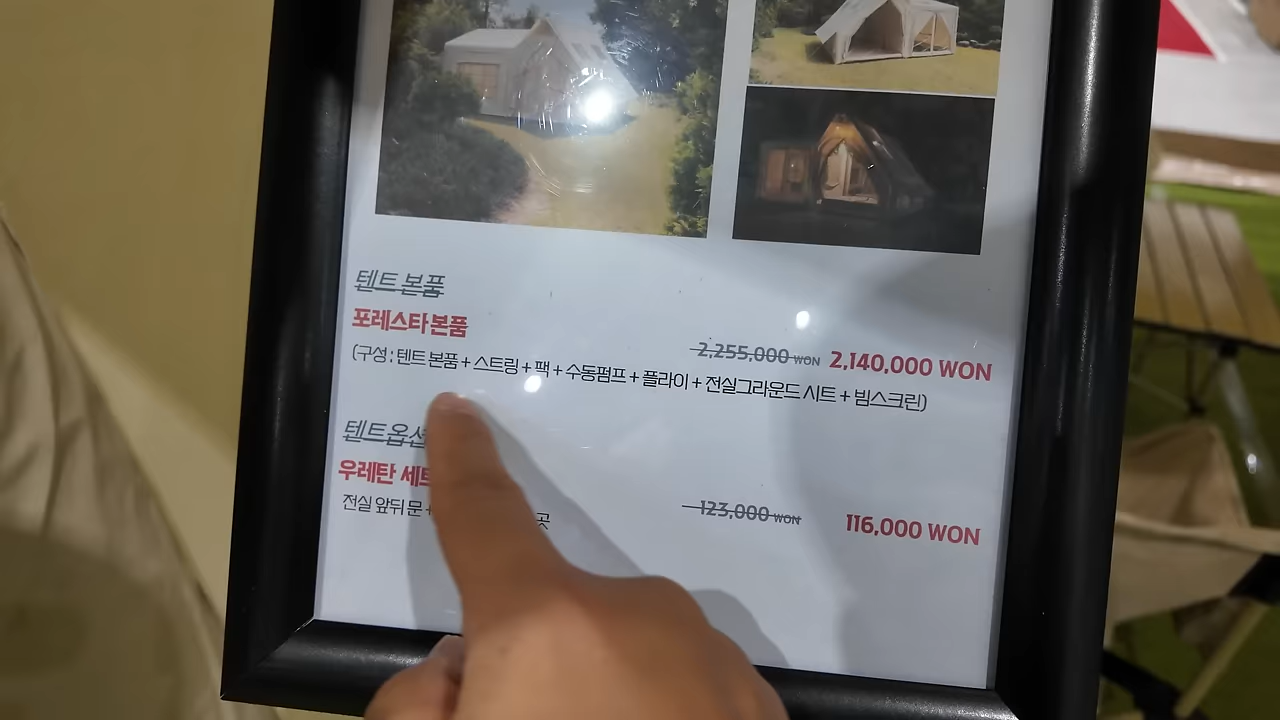 텐트 본품
포레스타 본품
2,255,000 WON 2,140,000 WON
(구성 : 텐트 본품 + 스트링 + 팩 + 수동펌프 + 플라이 + 전실그라운드 시트 + 빔스크린)
텐트옵션
우레탄 세트
123,000 WON 116,000 WON
전실 앞뒤 문 + 곳